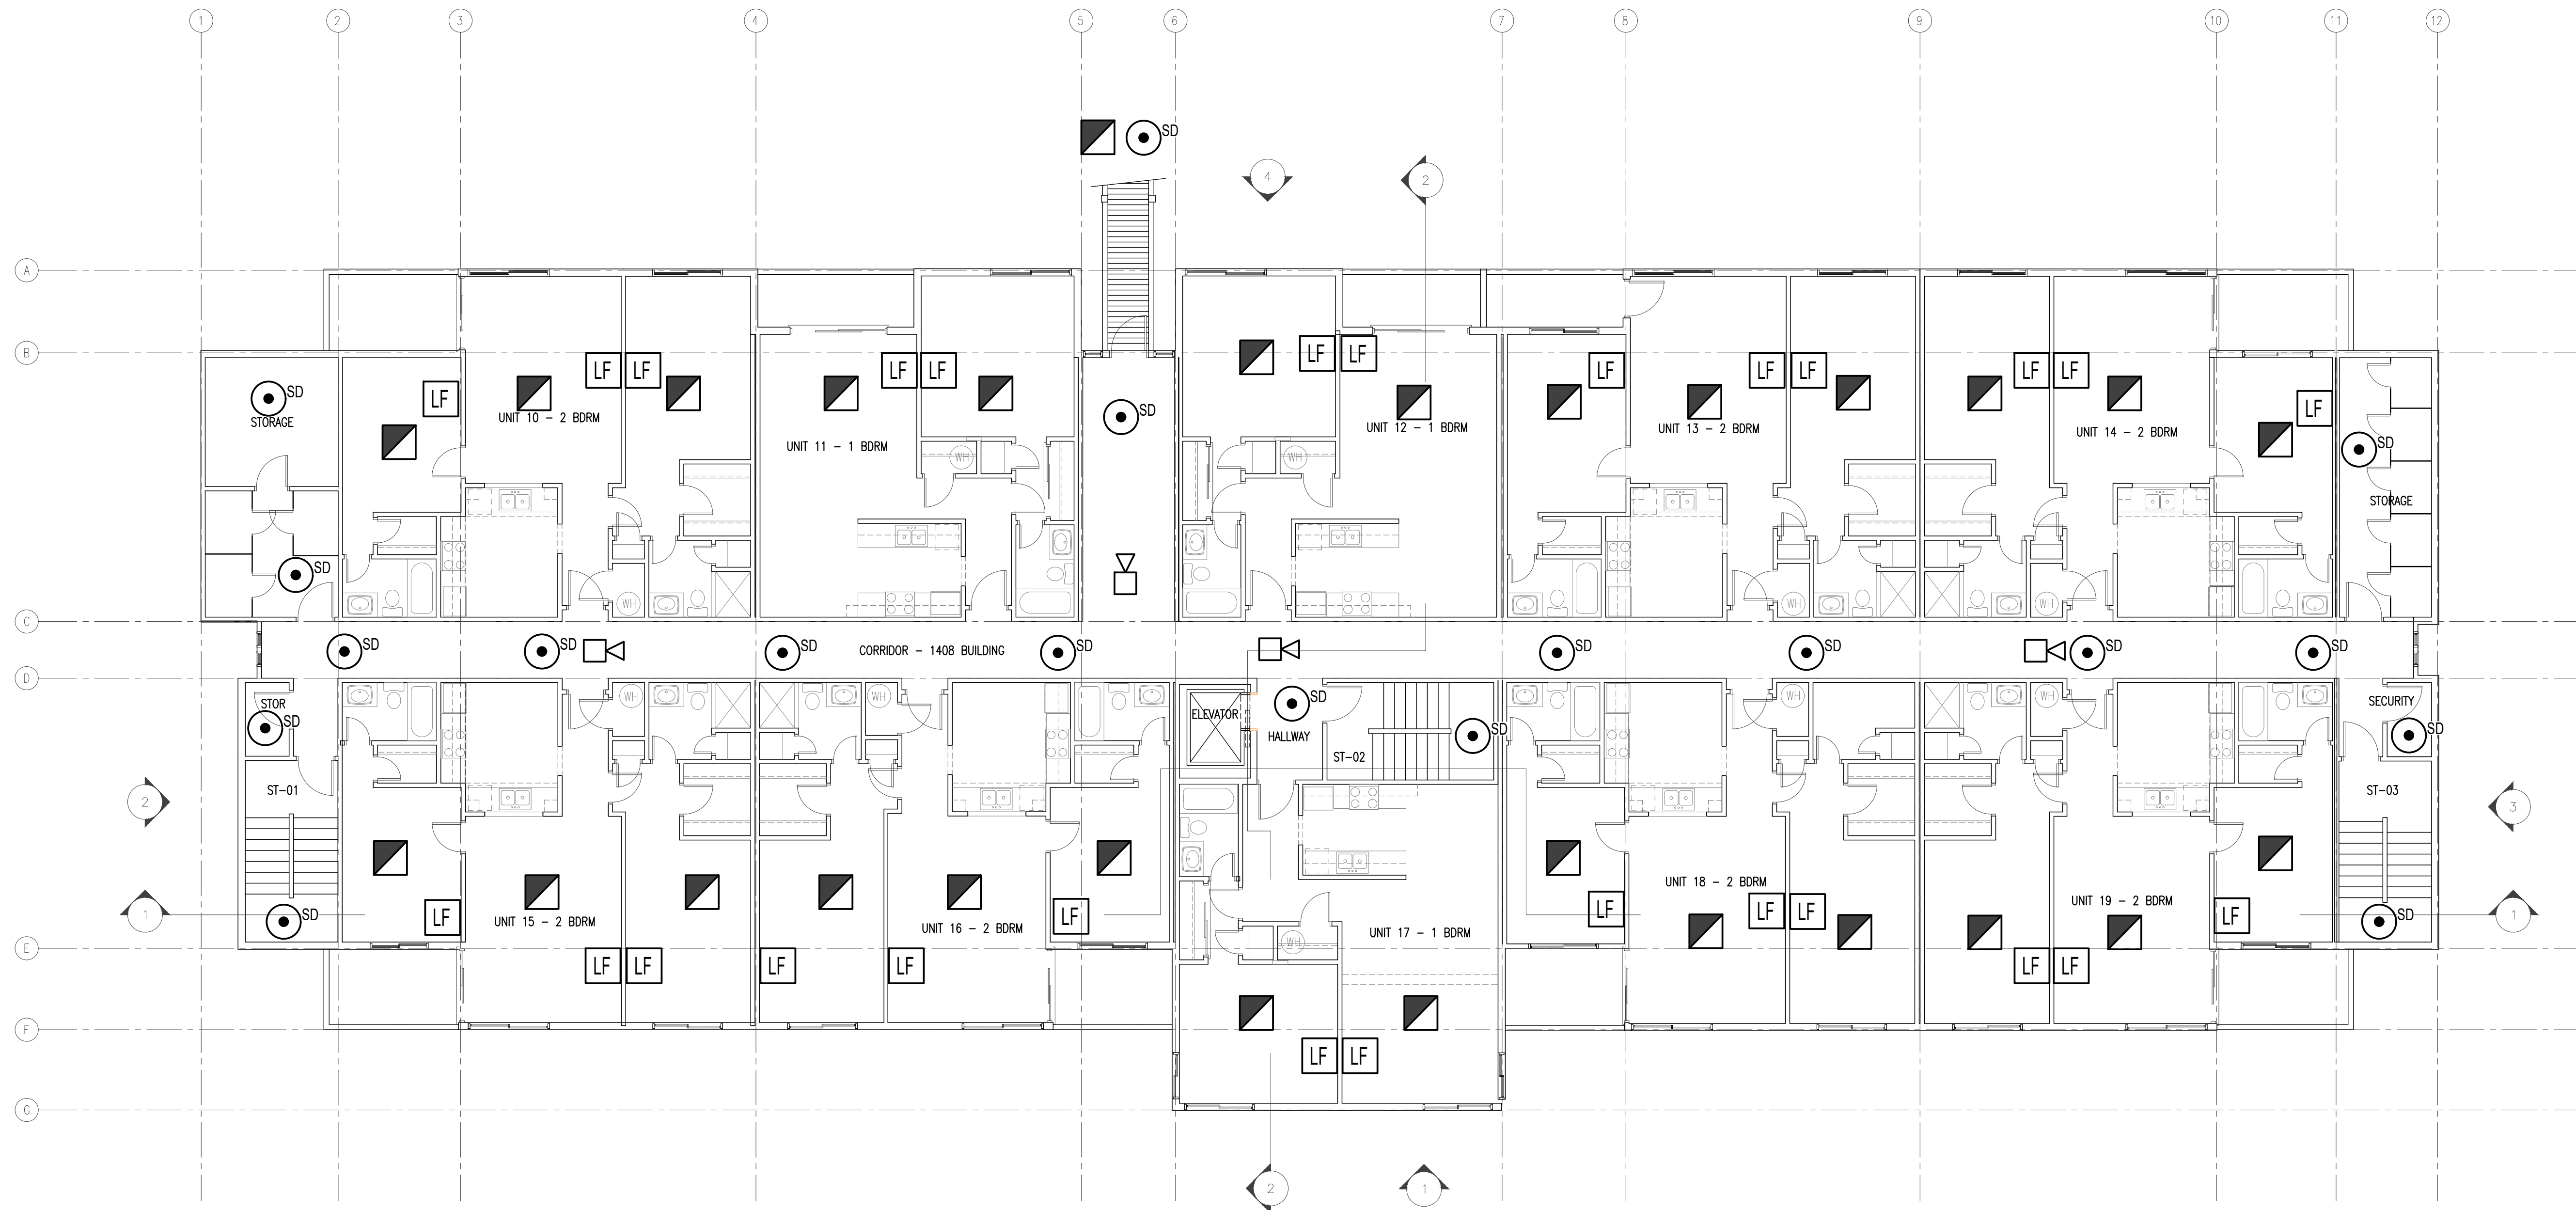 1 2 3 4 5 6 7 8 9 10 11 12
SD
4 2
A
B
LF LF
LF LF LF LF LF LF LF LF LF
LF LF
SD SD
STORAGE
UNIT 10 - 2 BDRM
UNIT 11 - 1 BDRM
UNIT 12 - 1 BDRM
UNIT 13 - 2 BDRM
UNIT 14 - 2 BDRM
SD
WH WH
STORAGE
SD
WH WH WH
C
SD SD SD SD SD SD SD SD
CORRIDOR - 1408 BUILDING
D
WH WH WH WH
STOR
SD
ELEVATOR
SD
HALLWAY
SD
ST-02
SECURITY
SD
ST-01
ST-03
2 3
UNIT 18 - 2 BDRM
UNIT 19 - 2 BDRM
1 1
LF LF LF LF LF LF
SD SD
UNIT 15 - 2 BDRM
UNIT 16 - 2 BDRM
UNIT 17 - 1 BDRM
WH
E
LF LF LF LF LF LF
F
LF LF
G
2 1